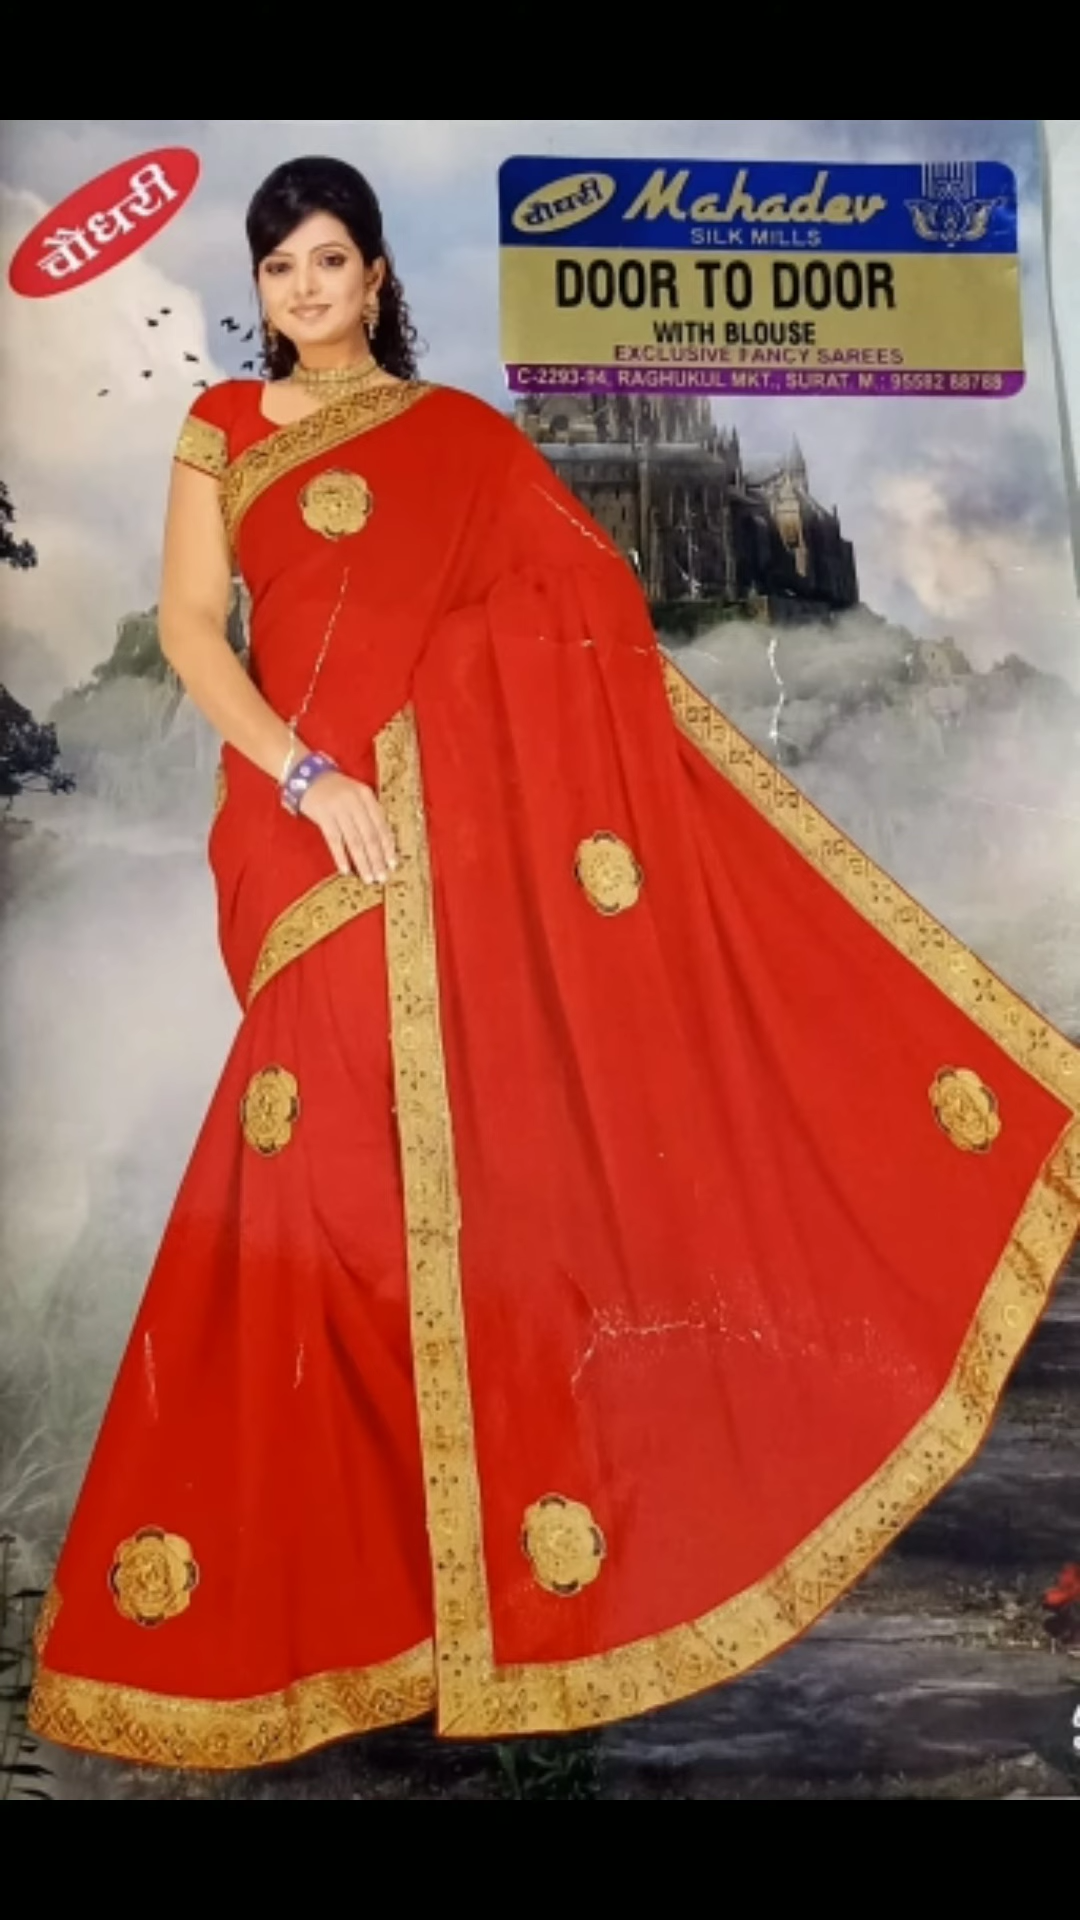 चौधरी
चौधरी Mahadev
SILK MILLS
DOOR TO DOOR
WITH BLOUSE
EXCLUSIVE FANCY SAREES
C-2293-94, RAGHUKUL MKT., SURAT. M.: 95582 68788